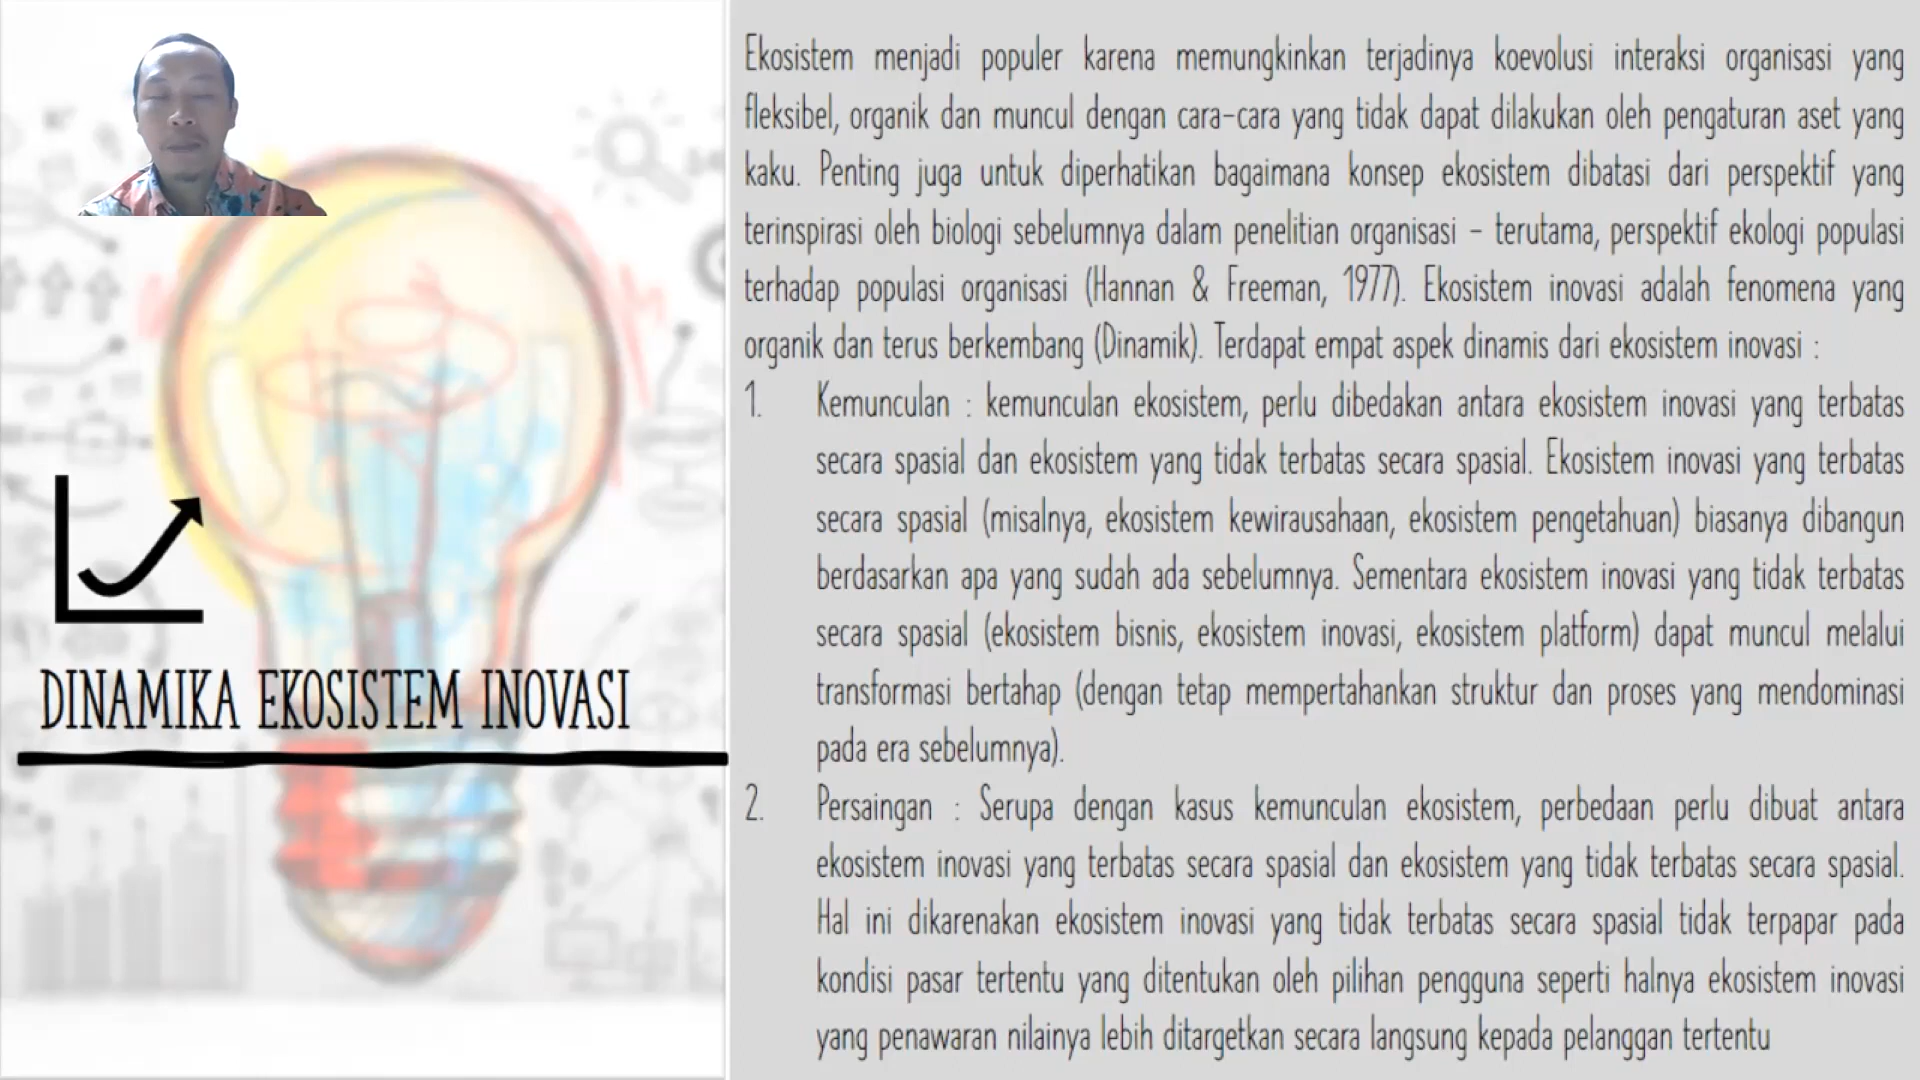 DINAMIKA EKOSISTEM INOVASI
Ekosistem menjadi populer karena memungkinkan terjadinya koevolusi interaksi organisasi yang
fleksibel, organik dan muncul dengan cara-cara yang tidak dapat dilakukan oleh pengaturan aset yang
kaku. Penting juga untuk diperhatikan bagaimana konsep ekosistem dibatasi dari perspektif yang
terinspirasi oleh biologi sebelumnya dalam penelitian organisasi - terutama, perspektif ekologi populasi
terhadap populasi organisasi (Hannan & Freeman, 1977). Ekosistem inovasi adalah fenomena yang
organik dan terus berkembang (Dinamik). Terdapat empat aspek dinamis dari ekosistem inovasi :
1. Kemunculan : kemunculan ekosistem, perlu dibedakan antara ekosistem inovasi yang terbatas
secara spasial dan ekosistem yang tidak terbatas secara spasial. Ekosistem inovasi yang terbatas
secara spasial (misalnya, ekosistem kewirausahaan, ekosistem pengetahuan) biasanya dibangun
berdasarkan apa yang sudah ada sebelumnya. Sementara ekosistem inovasi yang tidak terbatas
secara spasial (ekosistem bisnis, ekosistem inovasi, ekosistem platform) dapat muncul melalui
transformasi bertahap (dengan tetap mempertahankan struktur dan proses yang mendominasi
pada era sebelumnya).
2. Persaingan : Serupa dengan kasus kemunculan ekosistem, perbedaan perlu dibuat antara
ekosistem inovasi yang terbatas secara spasial dan ekosistem yang tidak terbatas secara spasial.
Hal ini dikarenakan ekosistem inovasi yang tidak terbatas secara spasial tidak terpapar pada
kondisi pasar tertentu yang ditentukan oleh pilihan pengguna seperti halnya ekosistem inovasi
yang penawaran nilainya lebih ditargetkan secara langsung kepada pelanggan tertentu